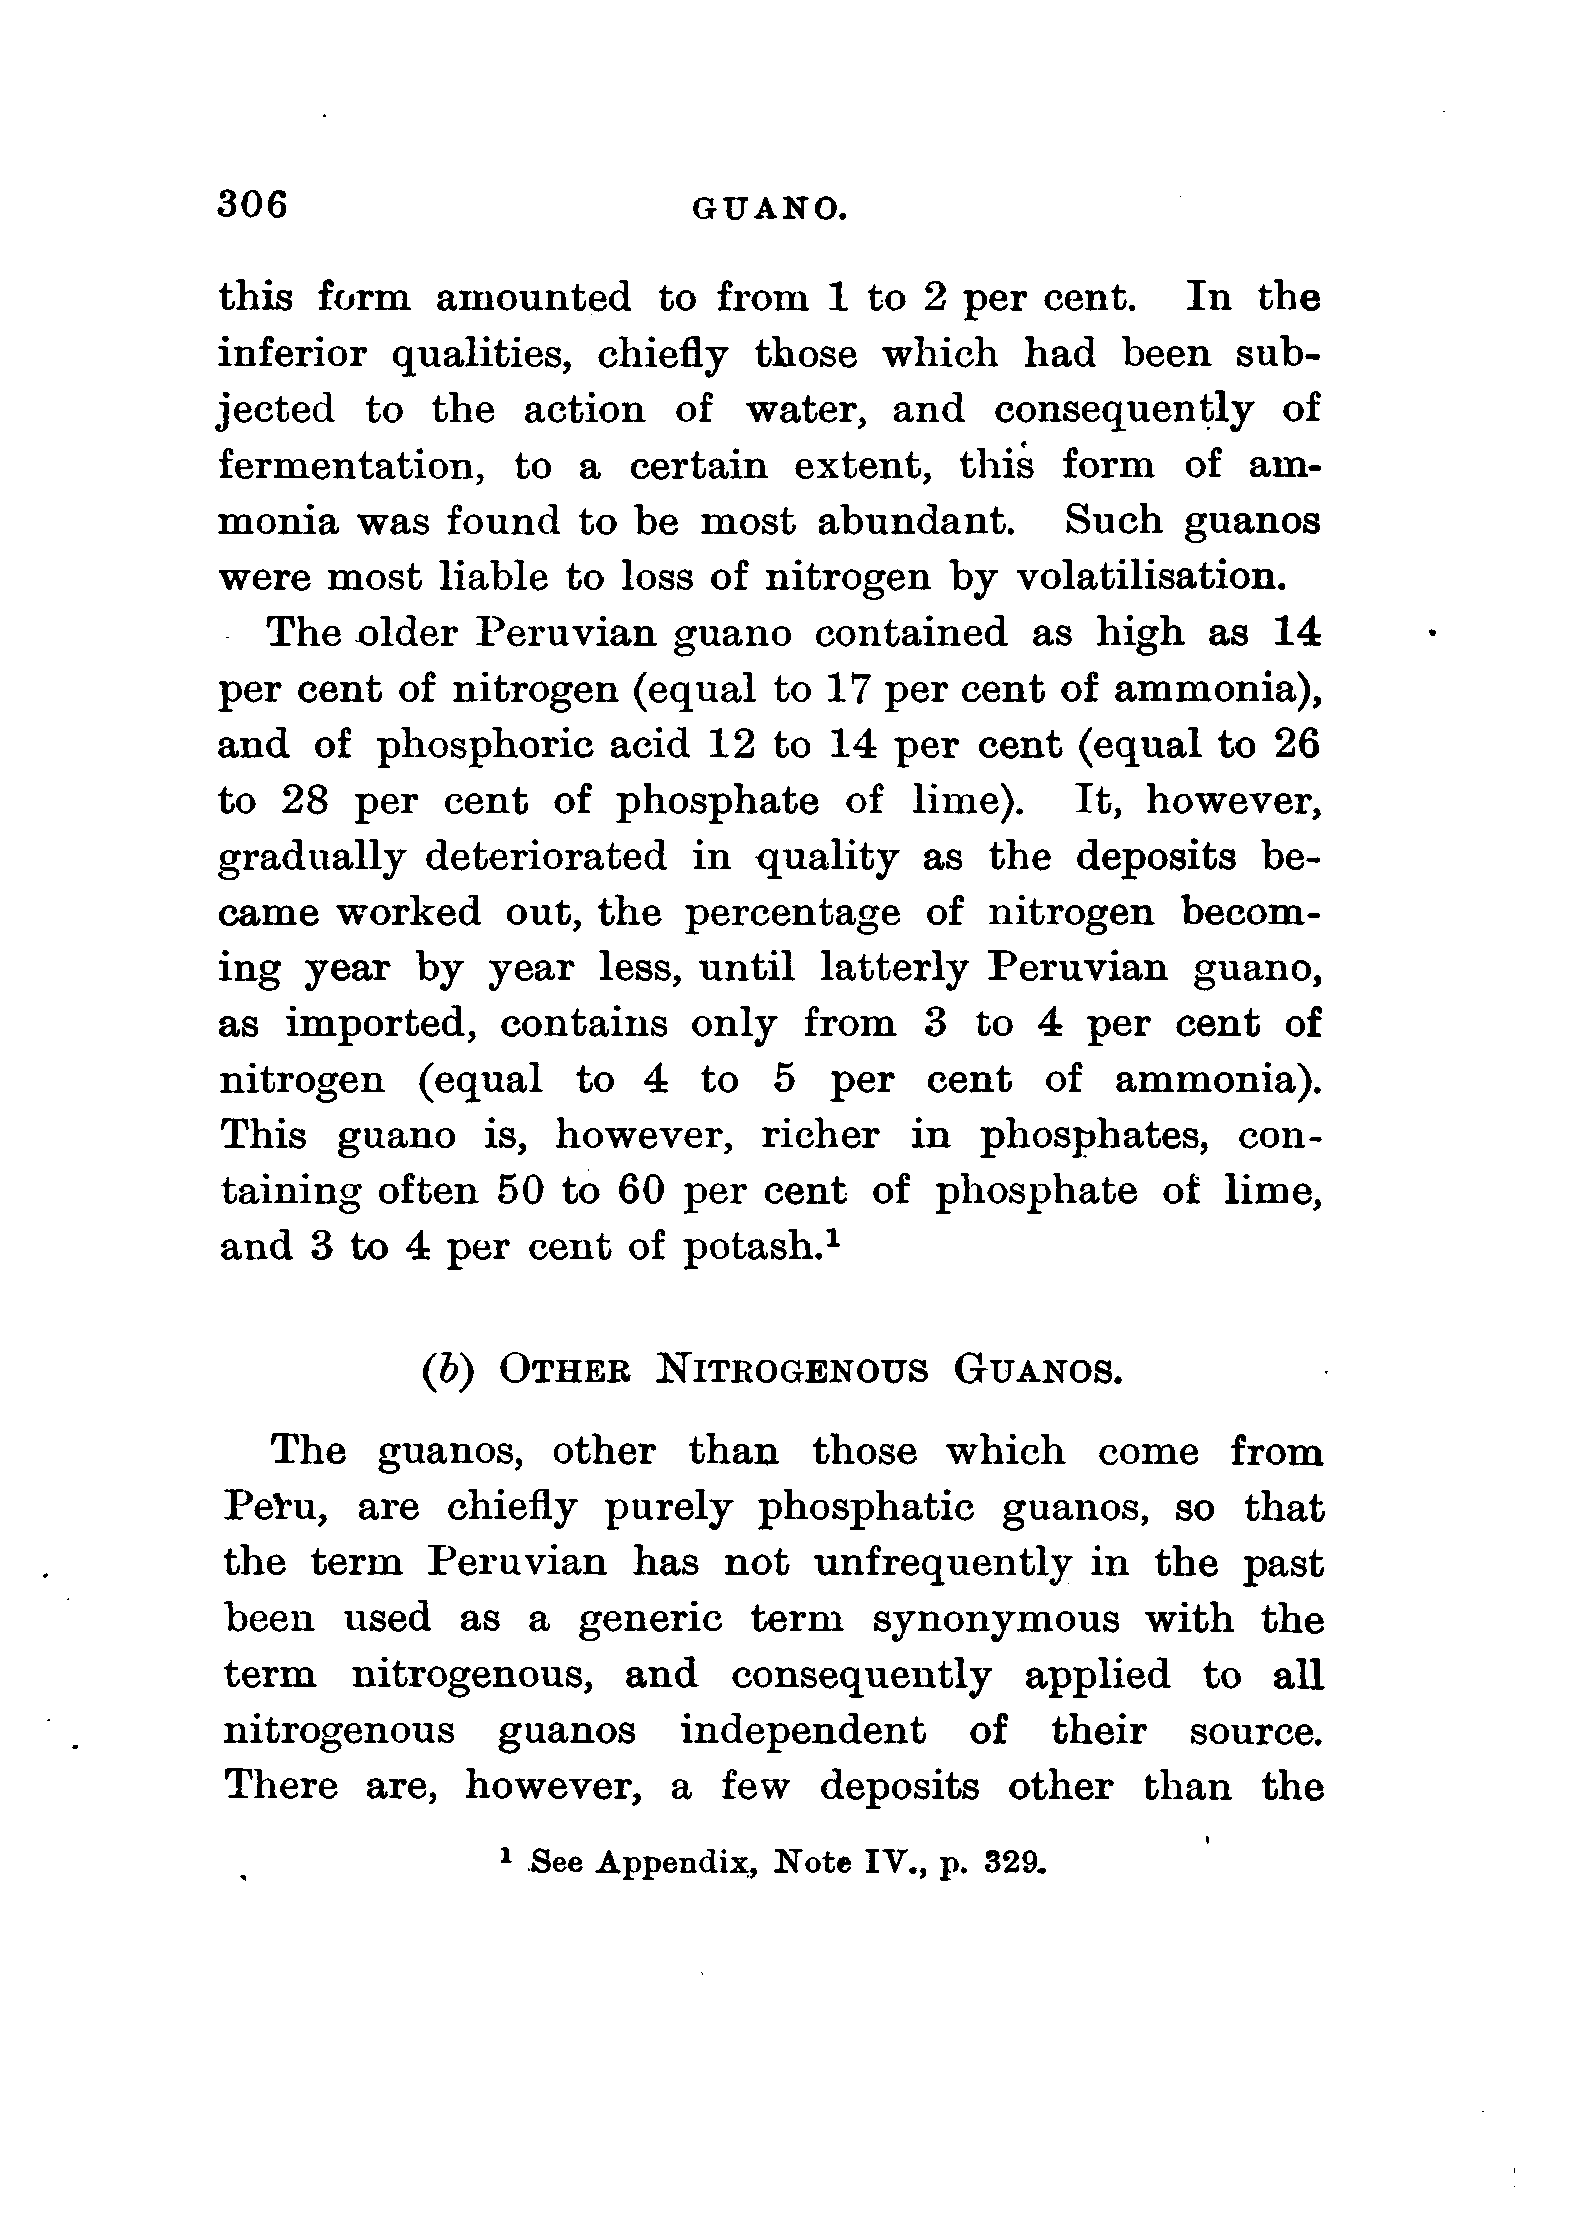 306 GUANO.
this form amounted to from 1 to 2 per cent. In the
inferior qualities, chiefly those which had been sub-
jected to the action of water, and consequently of
fermentation, to a certain extent, this form of am-
monia was found to be most abundant. Such guanos
were most liable to loss of nitrogen by volatilisation.
The older Peruvian guano contained as high as 14
per cent of nitrogen (equal to 17 per cent of ammonia),
and of phosphoric acid 12 to 14 per cent (equal to 26
to 28 per cent of phosphate of lime). It, however,
gradually deteriorated in quality as the deposits be-
came worked out, the percentage of nitrogen becom-
ing year by year less, until latterly Peruvian guano,
as imported, contains only from 3 to 4 per cent of
nitrogen (equal to 4 to 5 per cent of ammonia).
This guano is, however, richer in phosphates, con-
taining often 50 to 60 per cent of phosphate of lime,
and 3 to 4 per cent of potash.¹
(b) OTHER NITROGENOUS GUANOS.
The guanos, other than those which come from
Peru, are chiefly purely phosphatic guanos, so that
the term Peruvian has not unfrequently in the past
been used as a generic term synonymous with the
term nitrogenous, and consequently applied to all
nitrogenous guanos independent of their source.
There are, however, a few deposits other than the
¹ See Appendix, Note IV., p. 329.